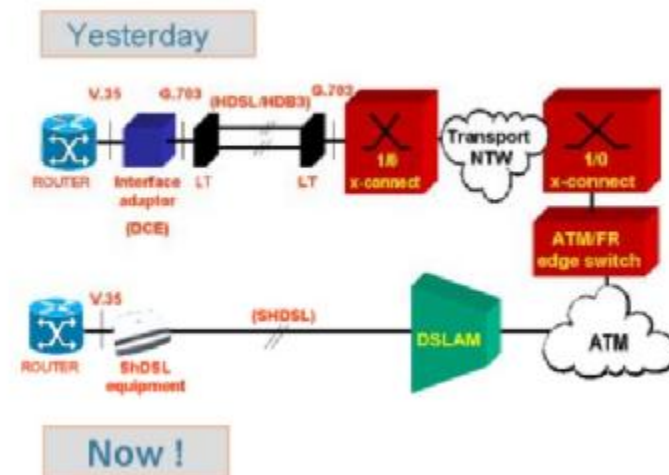 Yesterday
V.35
G.703
(HDSL/HDB3)
G.703
ROUTER
Interface
adaptor
(DCE)
LT
LT
1/0
x-connect
Transport
NTW
1/0
x-connect
ATM/FR
edge switch
V.35
ROUTER
ShDSL
equipment
(SHDSL)
DSLAM
ATM
Now !